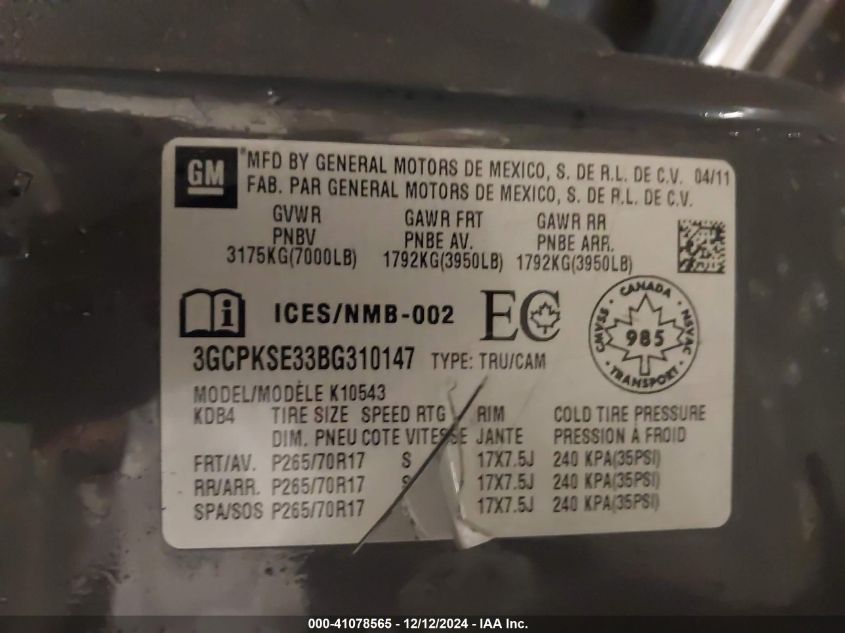 GM
MFD BY GENERAL MOTORS DE MEXICO, S. DE R.L. DE C.V. 04/11
FAB. PAR GENERAL MOTORS DE MEXICO, S. DE R.L. DE C.V.
GVWR GAWR FRT GAWR RR
PNBV PNBE AV. PNBE ARR.
3175KG(7000LB) 1792KG(3950LB) 1792KG(3950LB)
i ICES/NMB-002 EC
CANADA
CMVSS 985 NSVAC
TRANSPORT
3GCPKSE33BG310147 TYPE: TRU/CAM
MODEL/MODÈLE K10543
KDB4 TIRE SIZE SPEED RTG RIM COLD TIRE PRESSURE
DIM. PNEU COTE VITESSE JANTE PRESSION À FROID
FRT/AV. P265/70R17 S 17X7.5J 240 KPA(35PSI)
RR/ARR. P265/70R17 S 17X7.5J 240 KPA(35PSI)
SPA/SOS P265/70R17 S 17X7.5J 240 KPA(35PSI)
000-41078565 - 12/12/2024 - IAA Inc.